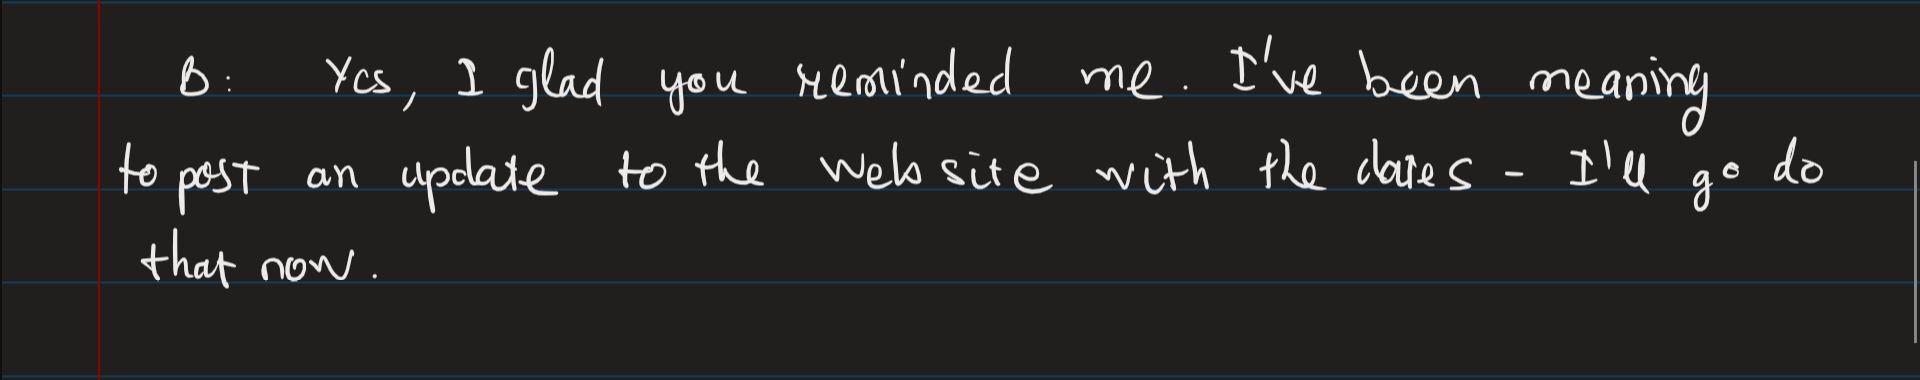 B: Yes, I glad you reminded me. I've been meaning
to post an update to the website with the dates - I'll go do
that now.